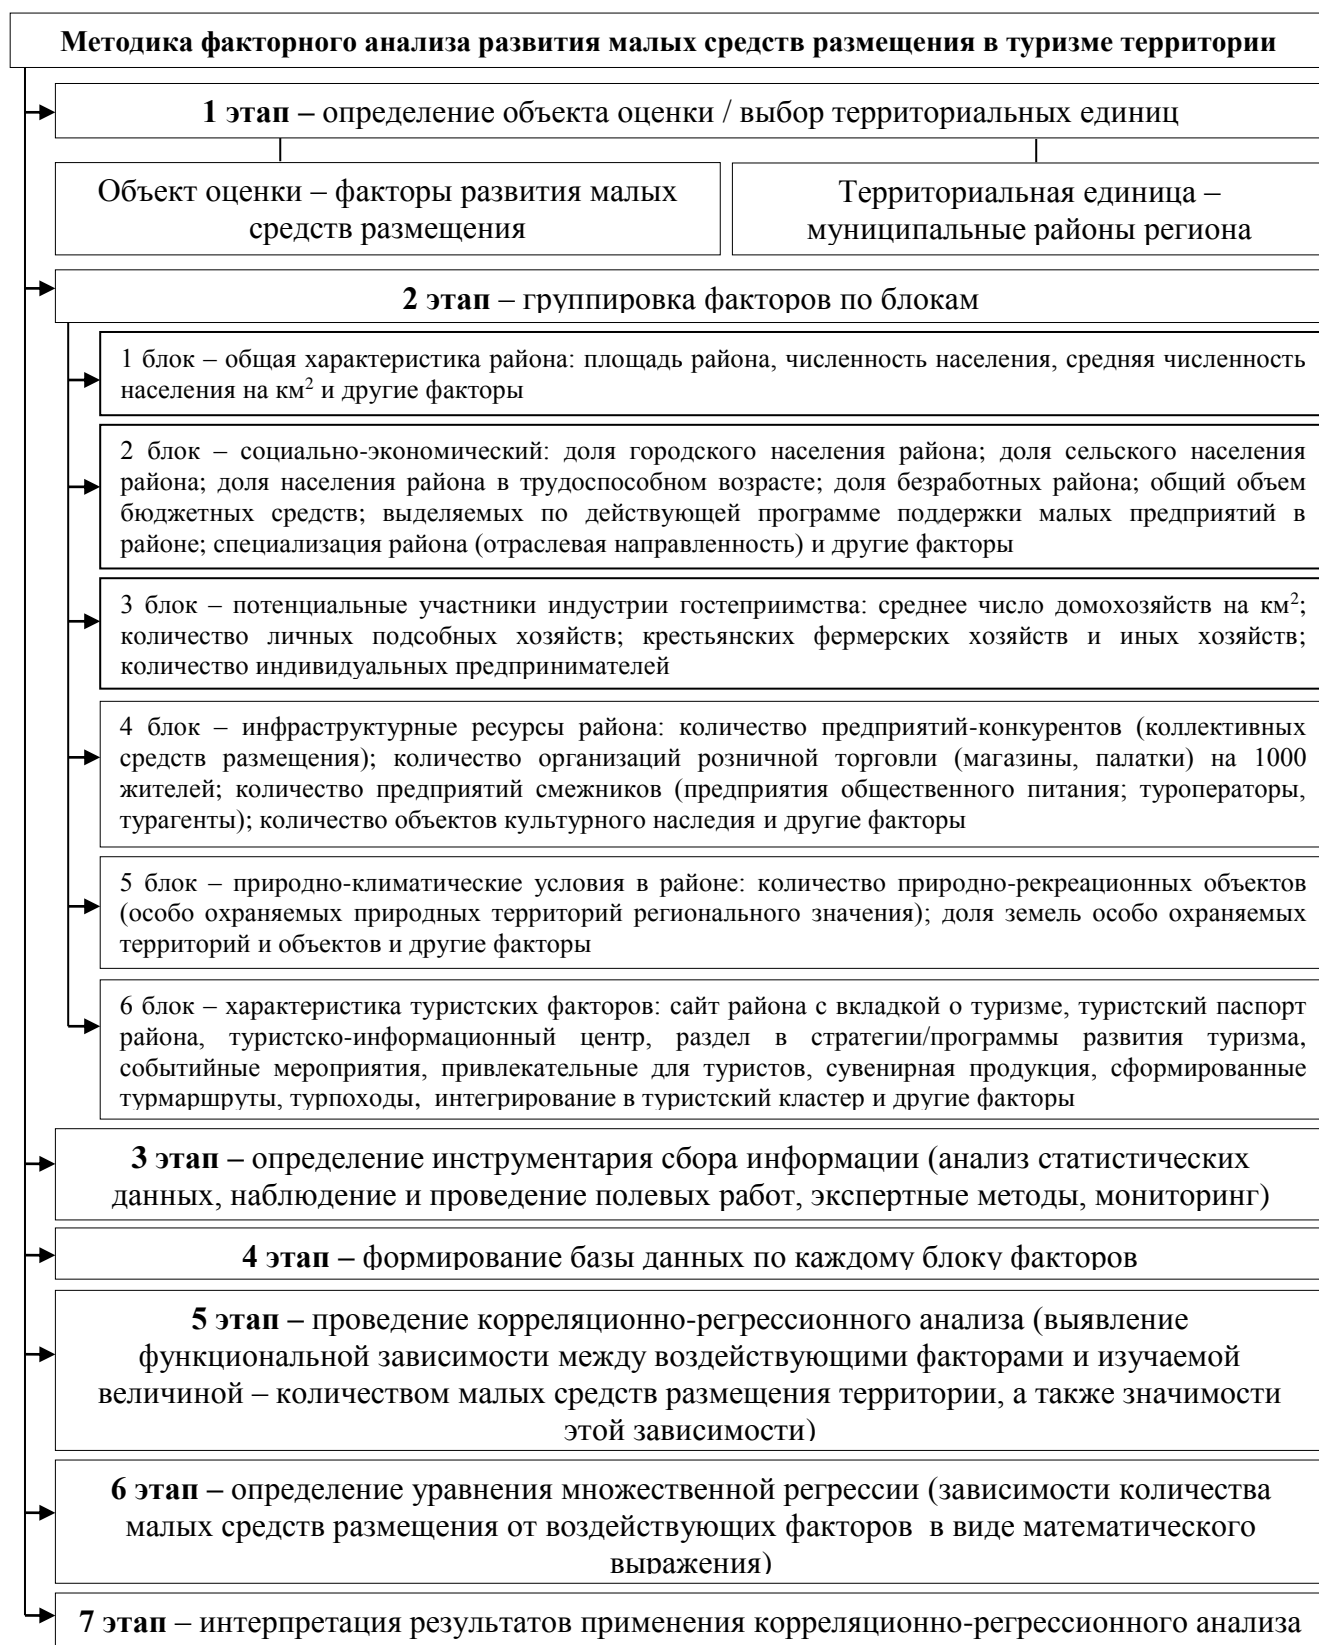 Методика факторного анализа развития малых средств размещения в туризме территории
1 этап – определение объекта оценки / выбор территориальных единиц
Объект оценки – факторы развития малых
средств размещения
Территориальная единица –
муниципальные районы региона
2 этап – группировка факторов по блокам
1 блок – общая характеристика района: площадь района, численность населения, средняя численность
населения на км² и другие факторы
2 блок – социально-экономический: доля городского населения района; доля сельского населения
района; доля населения района в трудоспособном возрасте; доля безработных района; общий объем
бюджетных средств; выделяемых по действующей программе поддержки малых предприятий в
районе; специализация района (отраслевая направленность) и другие факторы
3 блок – потенциальные участники индустрии гостеприимства: среднее число домохозяйств на км²;
количество личных подсобных хозяйств; крестьянских фермерских хозяйств и иных хозяйств;
количество индивидуальных предпринимателей
4 блок – инфраструктурные ресурсы района: количество предприятий-конкурентов (коллективных
средств размещения); количество организаций розничной торговли (магазины, палатки) на 1000
жителей; количество предприятий смежников (предприятия общественного питания; туроператоры,
турагенты); количество объектов культурного наследия и другие факторы
5 блок – природно-климатические условия в районе: количество природно-рекреационных объектов
(особо охраняемых природных территорий регионального значения); доля земель особо охраняемых
территорий и объектов и другие факторы
6 блок – характеристика туристских факторов: сайт района с вкладкой о туризме, туристский паспорт
района, туристско-информационный центр, раздел в стратегии/программы развития туризма,
событийные мероприятия, привлекательные для туристов, сувенирная продукция, сформированные
турмаршруты, турпоходы, интегрирование в туристский кластер и другие факторы
3 этап – определение инструментария сбора информации (анализ статистических
данных, наблюдение и проведение полевых работ, экспертные методы, мониторинг)
4 этап – формирование базы данных по каждому блоку факторов
5 этап – проведение корреляционно-регрессионного анализа (выявление
функциональной зависимости между воздействующими факторами и изучаемой
величиной – количеством малых средств размещения территории, а также значимости
этой зависимости)
6 этап – определение уравнения множественной регрессии (зависимости количества
малых средств размещения от воздействующих факторов в виде математического
выражения)
7 этап – интерпретация результатов применения корреляционно-регрессионного анализа